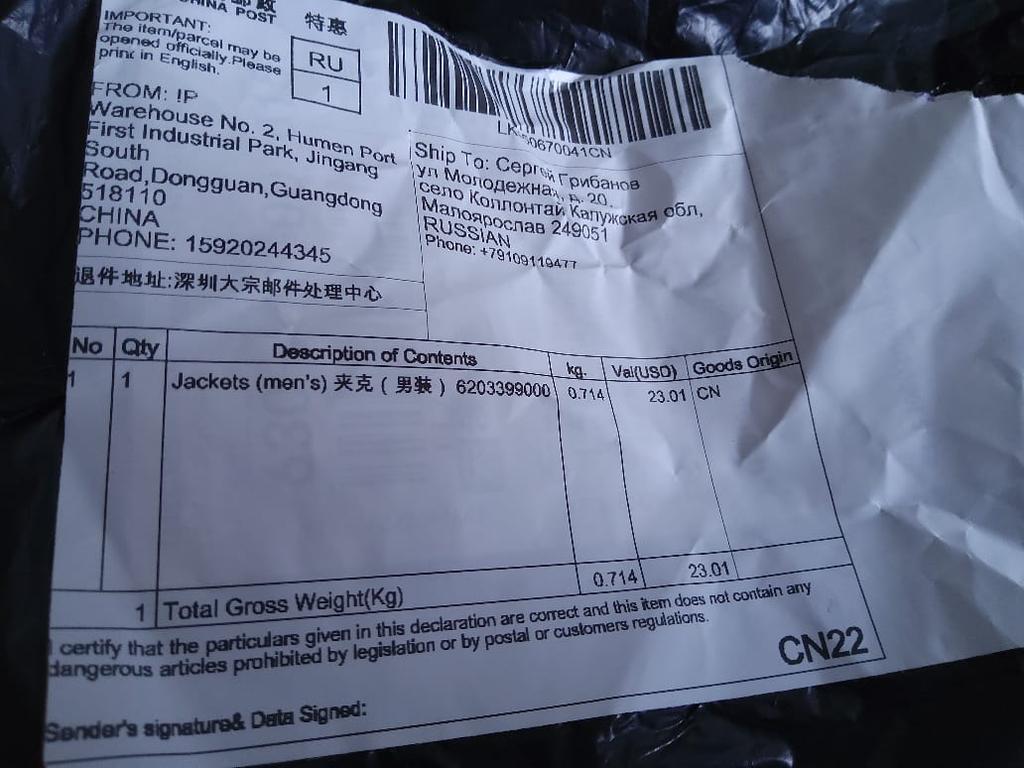 CHINA POST
特惠
IMPORTANT:
The item/parcel may be
opened officially.Please
print in English.
RU
1
FROM: IP
Warehouse No. 2, Humen Port
First Industrial Park, Jingang
South
Road,Dongguan,Guangdong
518110
CHINA
PHONE: 15920244345
退件地址:深圳大宗邮件处理中心
50670041CN
Ship To: Сергей Грибанов
ул Молодежная, д. 20,
село Коллонтай Калужская обл,
Малоярослав 249051
RUSSIAN
Phone: +79109119477
No Qty Description of Contents kg. Val(USD) Goods Origin
1 1 Jackets (men's) 夹克 ( 男装 ) 6203399000 0.714 23.01 CN
1 Total Gross Weight(Kg) 0.714 23.01
I certify that the particulars given in this declaration are correct and this item does not contain any
dangerous articles prohibited by legislation or by postal or customers regulations.
CN22
Sender's signature& Data Signed: